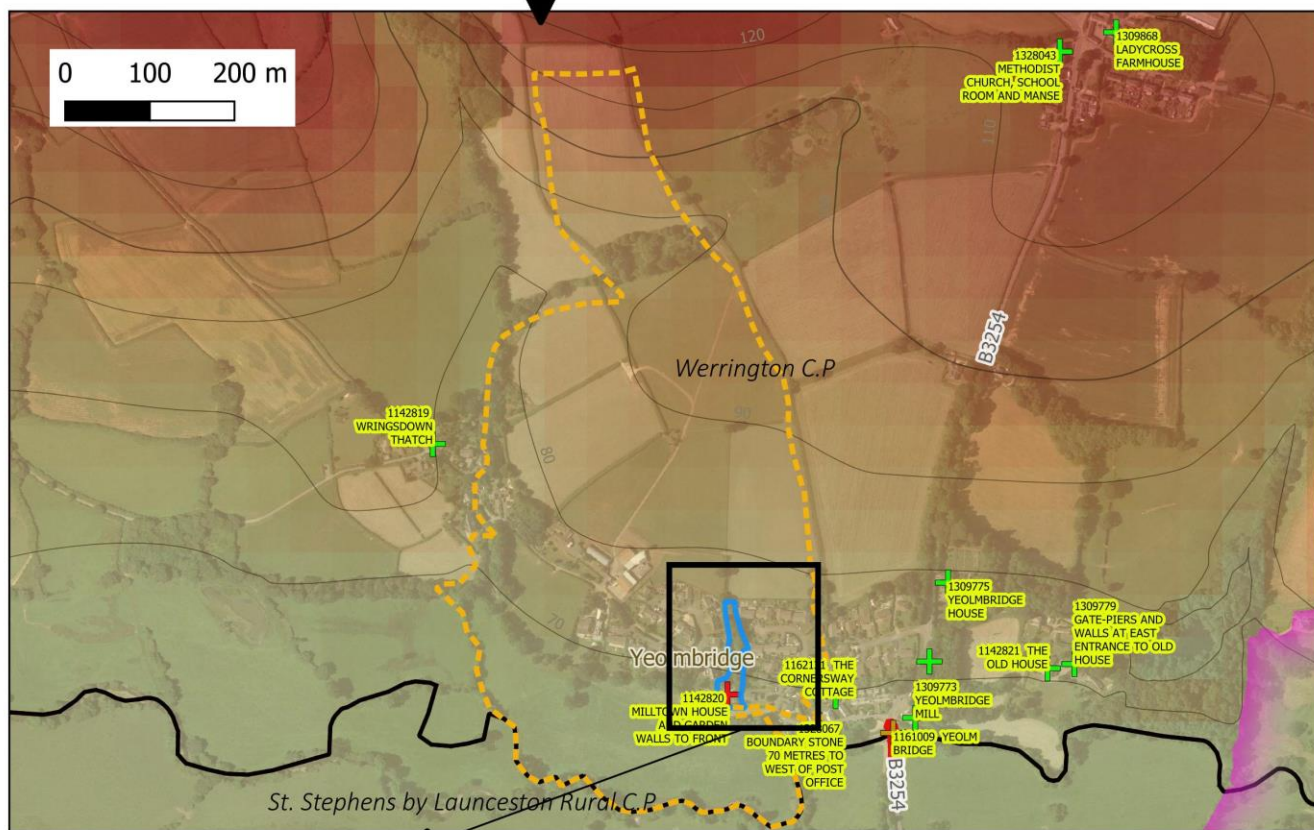 120
0 100 200 m
1309868
LADYCROSS
FARMHOUSE
1328043
METHODIST
CHURCH, SCHOOL
ROOM AND MANSE
110
B3254
Werrington C.P
90
1142819
WRINGSDOWN
THATCH
80
1309775
YEOLMBRIDGE
HOUSE
70
1309779
GATE-PIERS AND
WALLS AT EAST
ENTRANCE TO OLD
HOUSE
Yeolmbridge
1142821 THE
OLD HOUSE
THE
CORNERSWAY
COTTAGE
1309773
YEOLMBRIDGE
MILL
1142820
MILLTOWN HOUSE
AND GARDEN
WALLS TO FRONT
BOUNDARY STONE
70 METRES TO
WEST OF POST
OFFICE
1161009 YEOLM
BRIDGE
B3254
St. Stephens by Launceston Rural C.P